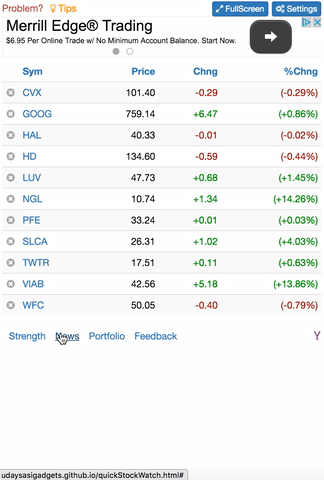 Problem? Tips FullScreen Settings
Merrill Edge® Trading
$6.95 Per Online Trade w/ No Minimum Account Balance. Start Now.
Sym Price Chng %Chng
CVX 101.40 -0.29 (-0.29%)
GOOG 759.14 +6.47 (+0.86%)
HAL 40.33 -0.01 (-0.02%)
HD 134.60 -0.59 (-0.44%)
LUV 47.73 +0.68 (+1.45%)
NGL 10.74 +1.34 (+14.26%)
PFE 33.24 +0.01 (+0.03%)
SLCA 26.31 +1.02 (+4.03%)
TWTR 17.51 +0.11 (+0.63%)
VIAB 42.56 +5.18 (+13.86%)
WFC 50.05 -0.40 (-0.79%)
Strength News Portfolio Feedback Y
udaysasigadgets.github.io/quickStockWatch.html#